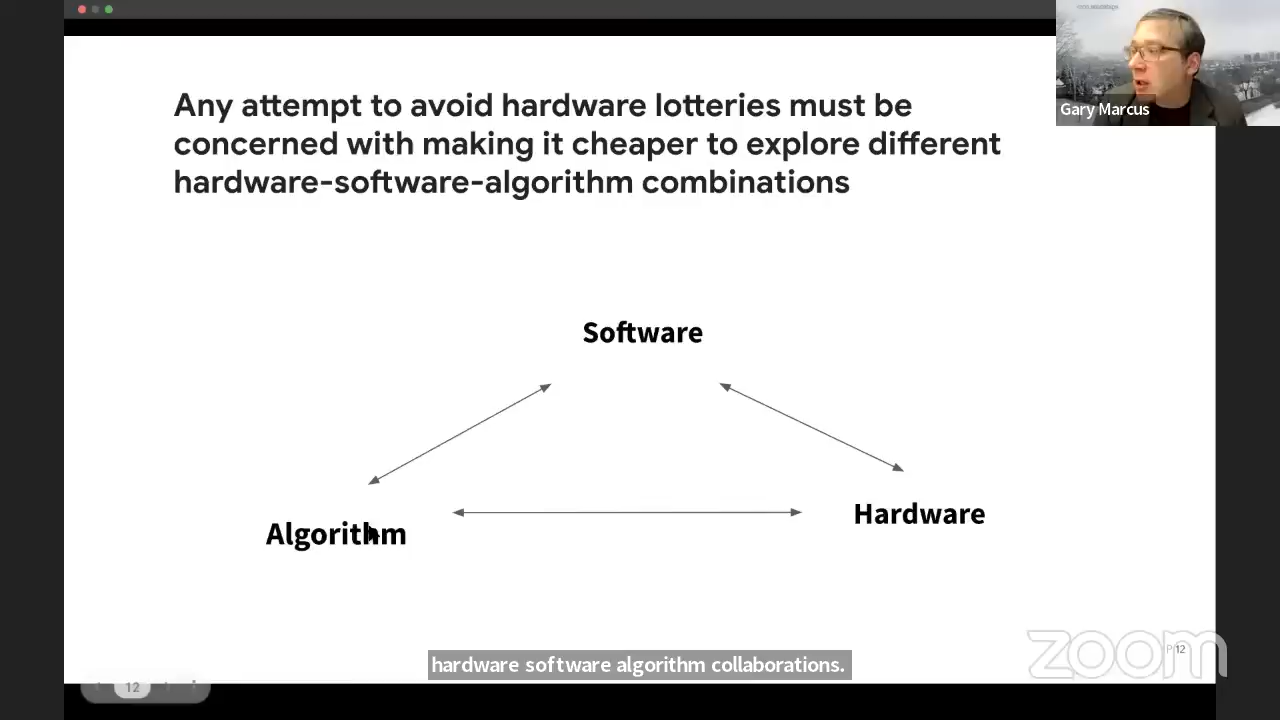 Gary Marcus
Any attempt to avoid hardware lotteries must be
concerned with making it cheaper to explore different
hardware-software-algorithm combinations
Software
Algorithm
Hardware
hardware software algorithm collaborations.
zoom
12
12